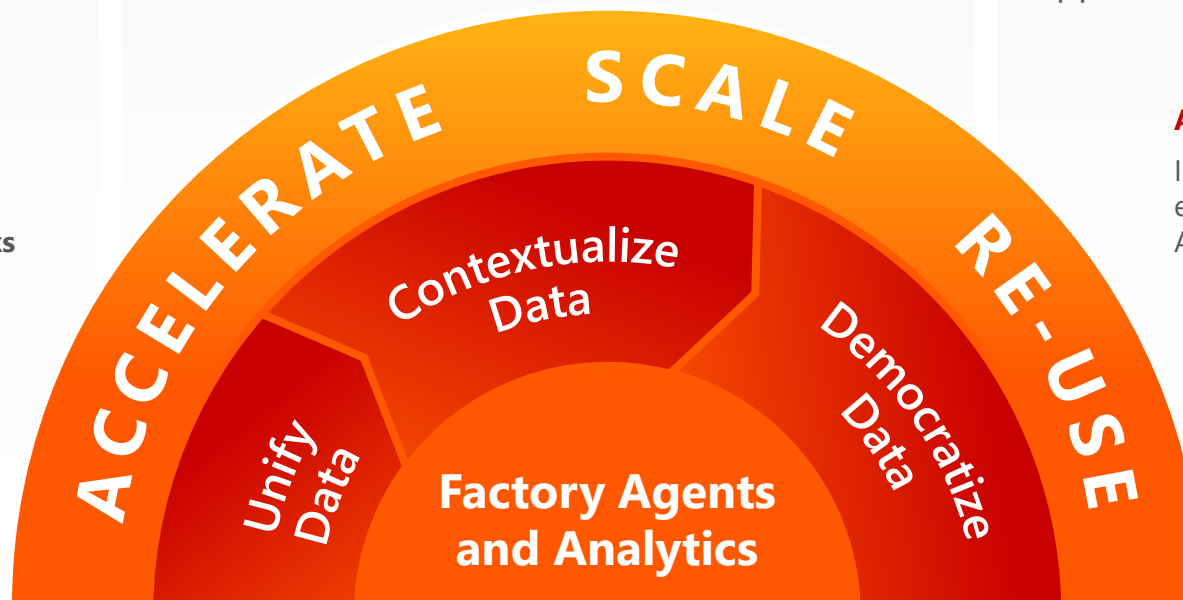 ACCELERATE
SCALE
RE-USE
Unify
Data
Contextualize
Data
Democratize
Data
Factory Agents
and Analytics